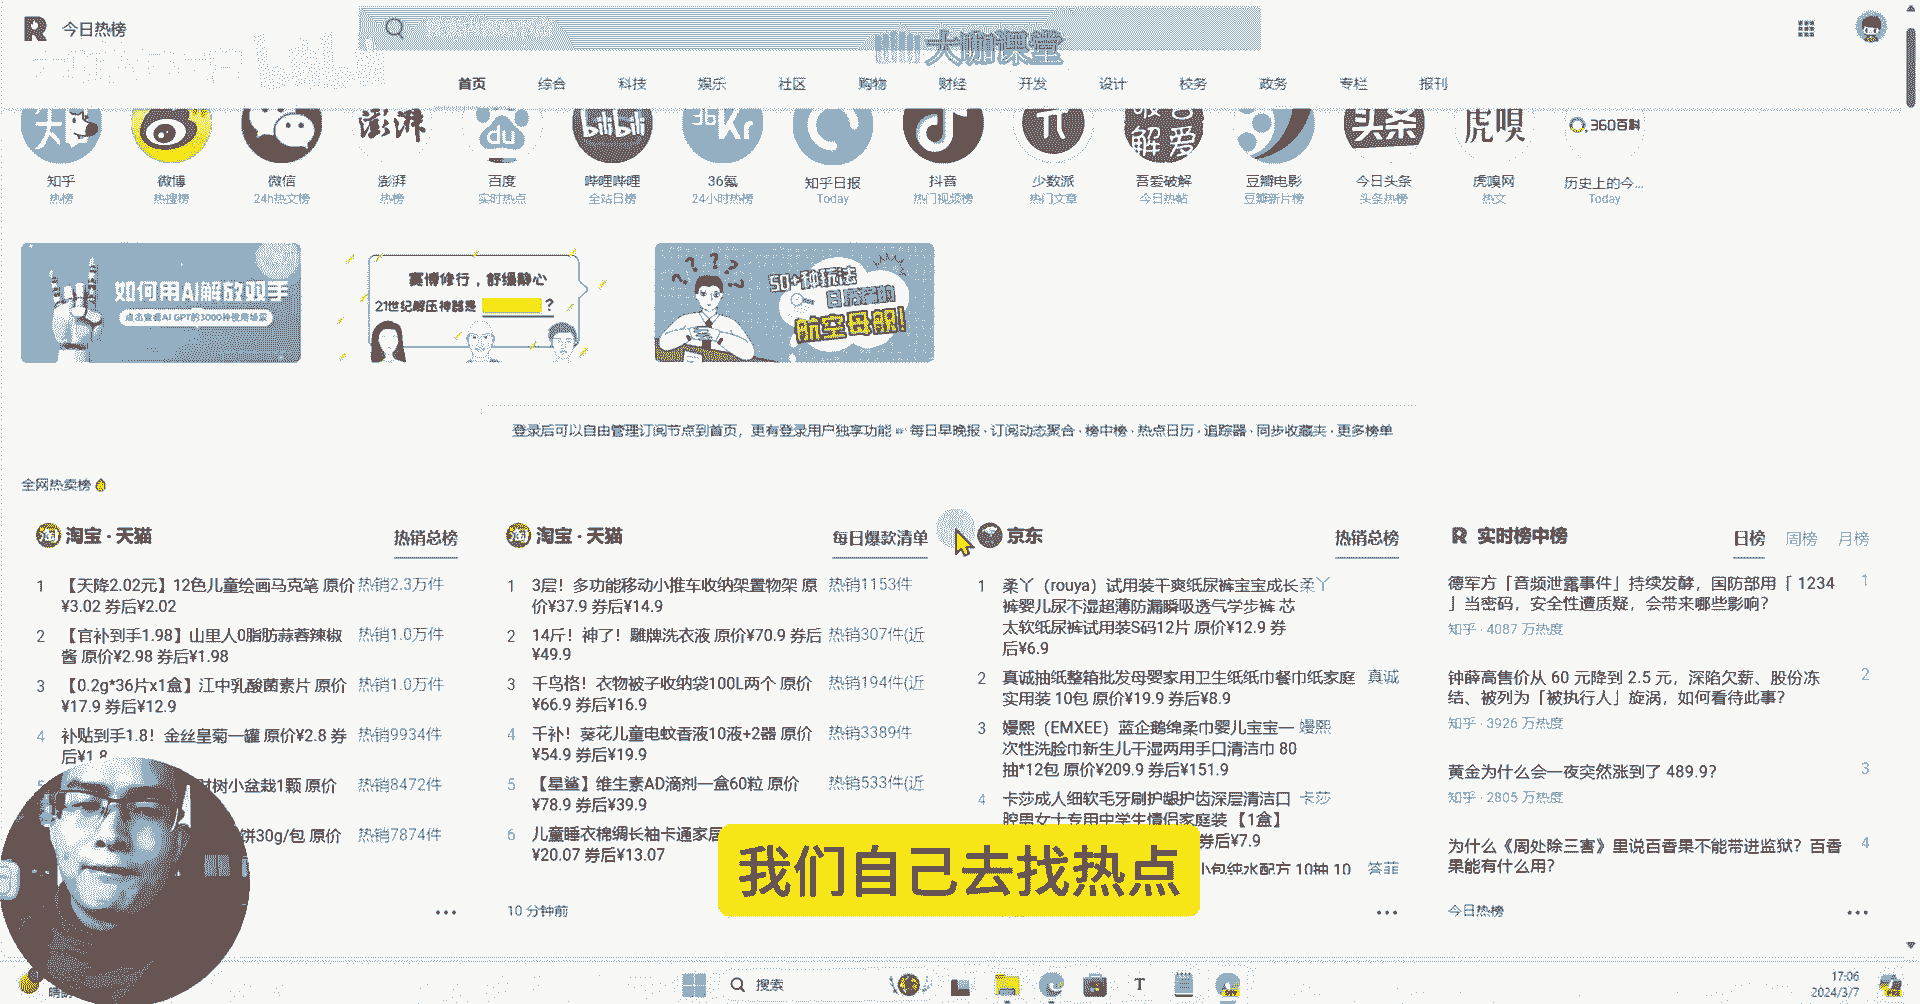 今日热榜
大咖课堂
bilibili
首页 综合 科技 娱乐 社区 购物 财经 开发 设计 校务 政务 专栏 报刊
澎湃 du bilibili 36Kr 头条 虎嗅 360百科
知乎 微博 微信 澎湃 百度 哔哩哔哩 36氪 知乎日报 抖音 少数派 吾爱破解 豆瓣电影 今日头条 虎嗅网 历史上的今...
热榜 热搜榜 24h热文榜 热榜 实时热点 全站日榜 24小时热榜 Today 热门视频榜 热门文章 今日热帖 豆瓣新片榜 头条热榜 热文 Today
如何用AI解放双手
点击查看AI GPT的3000种使用场景
赛博修行，舒缓静心
21世纪解压神器是 ?
50+种玩法
日历届的
航空母舰!
登录后可以自由管理订阅节点到首页，更有登录用户独享功能 每日早晚报 · 订阅动态聚合 · 榜中榜 · 热点日历 · 追踪器 · 同步收藏夹 · 更多榜单
全网热卖榜
淘宝 · 天猫 热销总榜
1 【天降2.02元】12色儿童绘画马克笔 原价 热销2.3万件
¥3.02 券后¥2.02
2 【官补到手1.98】山里人0脂肪蒜蓉辣椒 热销1.0万件
酱 原价¥2.98 券后¥1.98
3 【0.2g*36片x1盒】江中乳酸菌素片 原价 热销1.0万件
¥17.9 券后¥12.9
4 补贴到手1.8！金丝皇菊一罐 原价¥2.8 券 热销9934件
后¥1.8
5 财树小盆栽1颗 原价 热销8472件
饼30g/包 原价 热销7874件
淘宝 · 天猫 每日爆款清单
1 3层！多功能移动小推车收纳架置物架 原 热销1153件
价¥37.9 券后¥14.9
2 14斤！神了！雕牌洗衣液 原价¥70.9 券后 热销307件(近
¥49.9
3 千鸟格！衣物被子收纳袋100L两个 原价 热销194件(近
¥66.9 券后¥16.9
4 千补！葵花儿童电蚊香液10液+2器 原价 热销3389件
¥54.9 券后¥19.9
5 【星鲨】维生素AD滴剂一盒60粒 原价 热销533件(近
¥78.9 券后¥39.9
6 儿童睡衣棉绸长袖卡通家居
¥20.07 券后¥13.07
10 分钟前
京东 热销总榜
1 柔丫（rouya）试用装干爽纸尿裤宝宝成长 柔丫
裤婴儿尿不湿超薄防漏瞬吸透气学步裤 芯
太软纸尿裤试用装S码12片 原价¥12.9 券
后¥6.9
2 真诚抽纸整箱批发母婴家用卫生纸纸巾餐巾纸家庭 真诚
实用装 10包 原价¥19.9 券后¥8.9
3 嫚熙（EMXEE）蓝企鹅绵柔巾婴儿宝宝一 嫚熙
次性洗脸巾新生儿干湿两用手口清洁巾 80
抽*12包 原价¥209.9 券后¥151.9
4 卡莎成人细软毛牙刷护龈护齿深层清洁口 卡莎
腔男女士专用中学生情侣家庭装 【1盒】
券后¥7.9
小包纯水配方 10抽 10 答菲
实时榜中榜 日榜 周榜 月榜
德军方「音频泄露事件」持续发酵，国防部用「 1234 1
」当密码，安全性遭质疑，会带来哪些影响？
知乎 · 4087 万热度
钟薛高售价从 60 元降到 2.5 元，深陷欠薪、股份冻 2
结、被列为「被执行人」旋涡，如何看待此事？
知乎 · 3926 万热度
黄金为什么会一夜突然涨到了 489.9? 3
知乎 · 2805 万热度
为什么《周处除三害》里说百香果不能带进监狱？百香 4
果能有什么用？
今日热榜
我们自己去找热点
搜索
17:06
2024/3/7